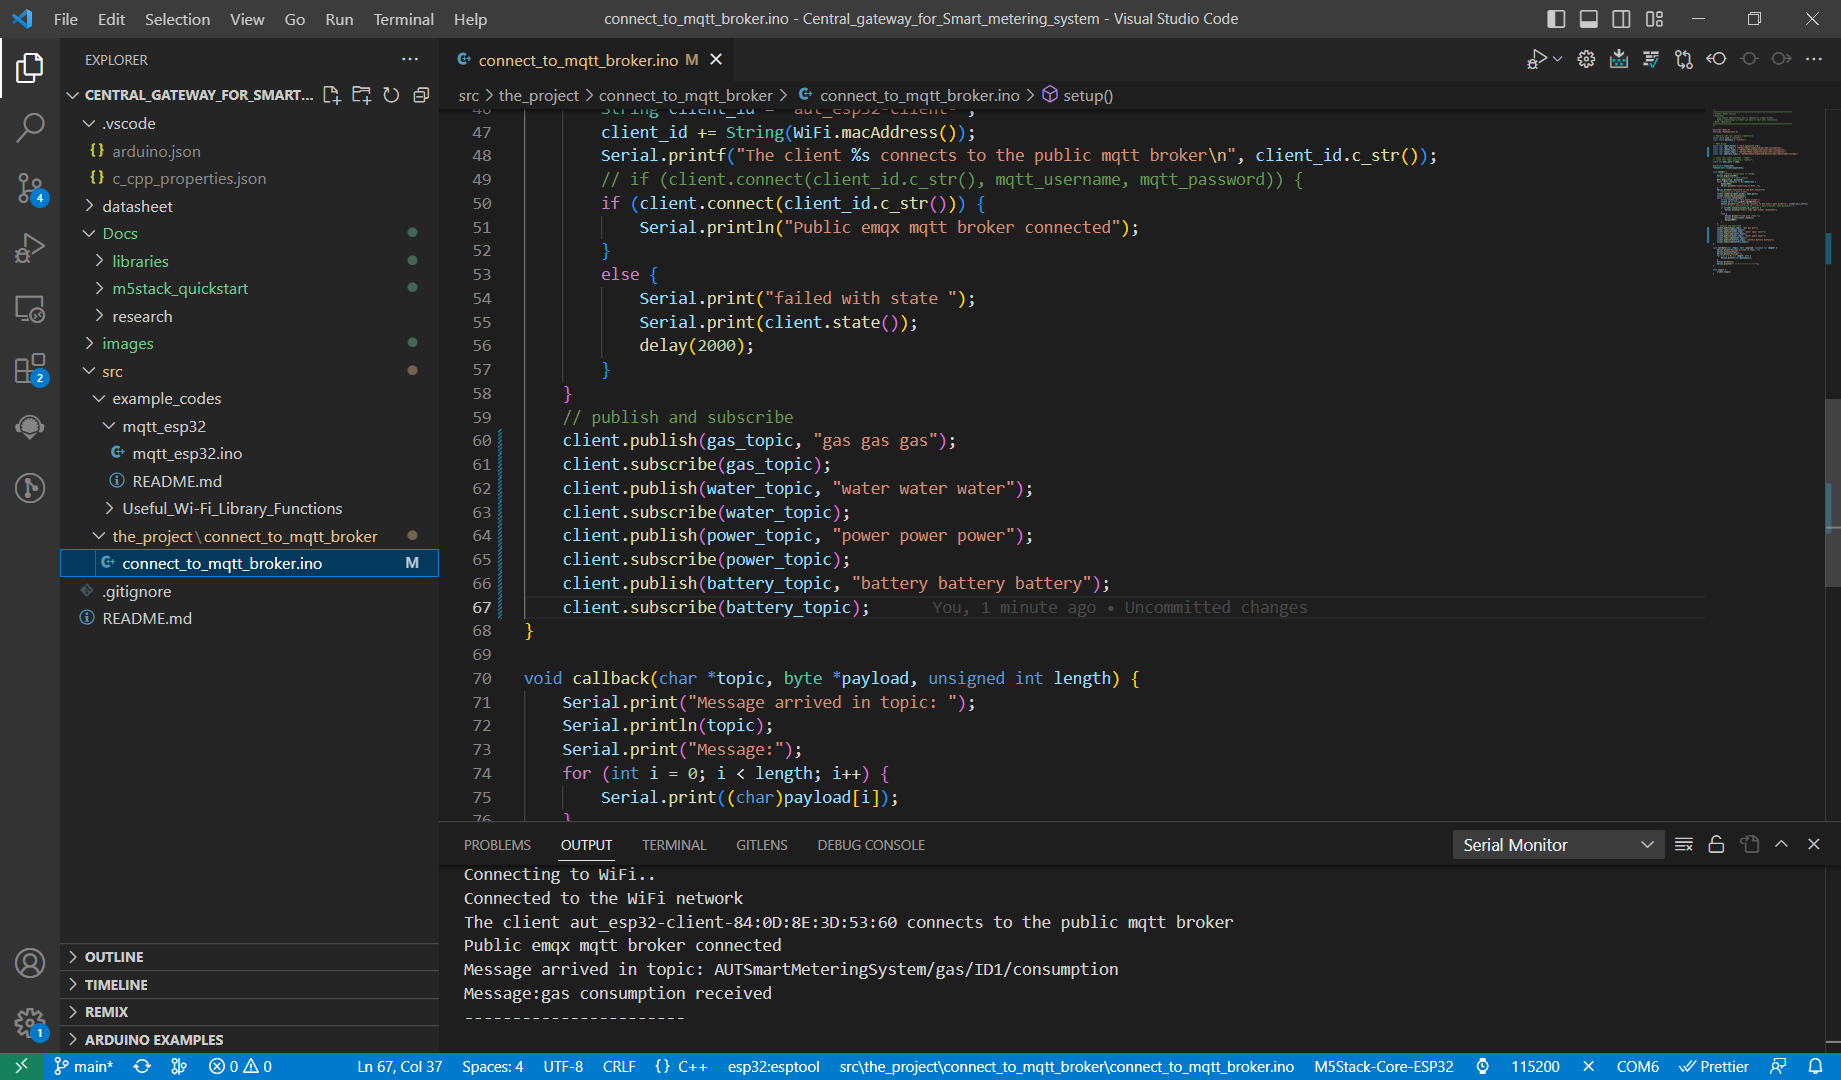 File Edit Selection View Go Run Terminal Help
connect_to_mqtt_broker.ino - Central_gateway_for_Smart_metering_system - Visual Studio Code
EXPLORER
CENTRAL_GATEWAY_FOR_SMART...
.vscode
{} arduino.json
{} c_cpp_properties.json
datasheet
Docs
libraries
m5stack_quickstart
research
images
src
example_codes
mqtt_esp32
mqtt_esp32.ino
README.md
Useful_Wi-Fi_Library_Functions
the_project\connect_to_mqtt_broker
connect_to_mqtt_broker.ino M
.gitignore
README.md
OUTLINE
TIMELINE
REMIX
ARDUINO EXAMPLES
4
2
1
connect_to_mqtt_broker.ino M
src > the_project > connect_to_mqtt_broker > connect_to_mqtt_broker.ino > setup()
46 String client_id = "aut_esp32-client-";
47 client_id += String(WiFi.macAddress());
48 Serial.printf("The client %s connects to the public mqtt broker\n", client_id.c_str());
49 // if (client.connect(client_id.c_str(), mqtt_username, mqtt_password)) {
50 if (client.connect(client_id.c_str())) {
51 Serial.println("Public emqx mqtt broker connected");
52 }
53 else {
54 Serial.print("failed with state ");
55 Serial.print(client.state());
56 delay(2000);
57 }
58 }
59 // publish and subscribe
60 client.publish(gas_topic, "gas gas gas");
61 client.subscribe(gas_topic);
62 client.publish(water_topic, "water water water");
63 client.subscribe(water_topic);
64 client.publish(power_topic, "power power power");
65 client.subscribe(power_topic);
66 client.publish(battery_topic, "battery battery battery");
67 client.subscribe(battery_topic); You, 1 minute ago • Uncommitted changes
68 }
69
70 void callback(char *topic, byte *payload, unsigned int length) {
71 Serial.print("Message arrived in topic: ");
72 Serial.println(topic);
73 Serial.print("Message:");
74 for (int i = 0; i < length; i++) {
75 Serial.print((char)payload[i]);
76 }
PROBLEMS OUTPUT TERMINAL GITLENS DEBUG CONSOLE
Serial Monitor
Connecting to WiFi..
Connected to the WiFi network
The client aut_esp32-client-84:0D:8E:3D:53:60 connects to the public mqtt broker
Public emqx mqtt broker connected
Message arrived in topic: AUTSmartMeteringSystem/gas/ID1/consumption
Message:gas consumption received
-----------------------
main* 0 0 Ln 67, Col 37 Spaces: 4 UTF-8 CRLF {} C++ esp32:esptool src\the_project\connect_to_mqtt_broker\connect_to_mqtt_broker.ino M5Stack-Core-ESP32 115200 COM6 Prettier